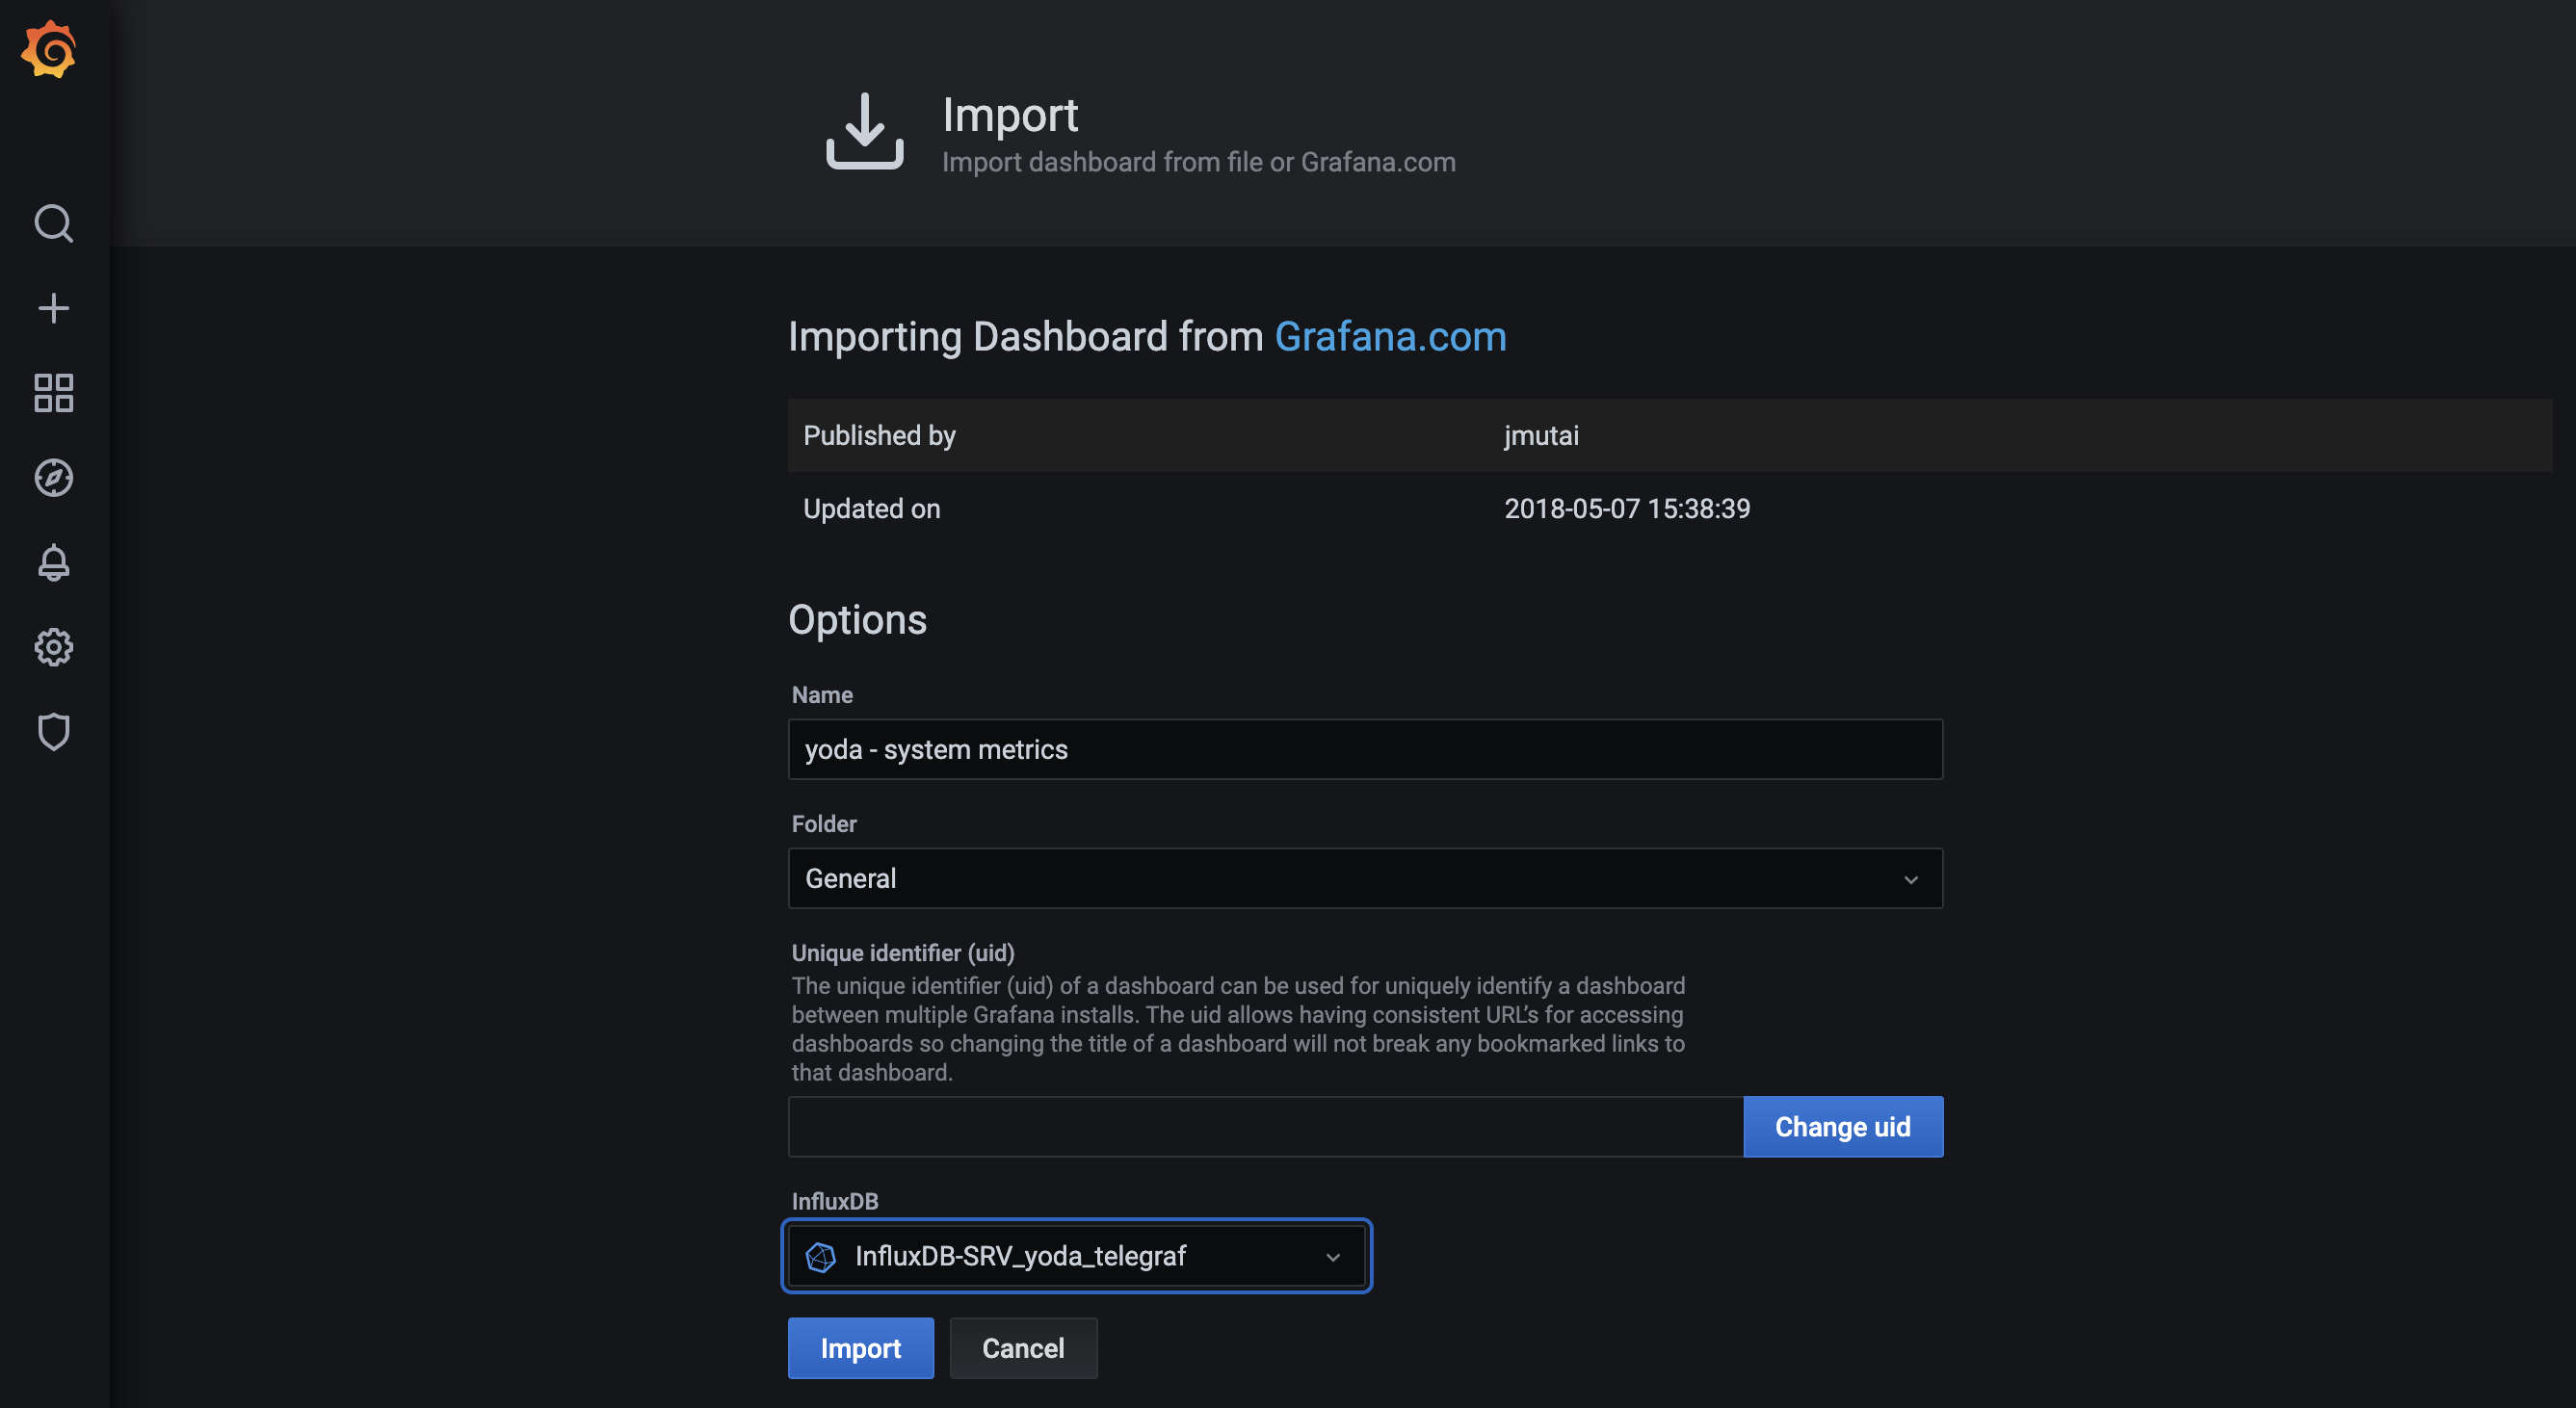 Import
Import dashboard from file or Grafana.com
Importing Dashboard from Grafana.com
Published by jmutai
Updated on 2018-05-07 15:38:39
Options
Name
yoda - system metrics
Folder
General
Unique identifier (uid)
The unique identifier (uid) of a dashboard can be used for uniquely identify a dashboard
between multiple Grafana installs. The uid allows having consistent URL's for accessing
dashboards so changing the title of a dashboard will not break any bookmarked links to
that dashboard.
Change uid
InfluxDB
InfluxDB-SRV_yoda_telegraf
Import Cancel